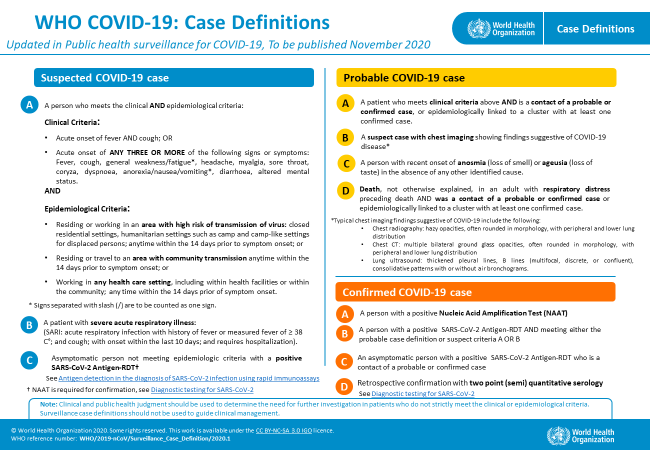 WHO COVID-19: Case Definitions
Updated in Public health surveillance for COVID-19, To be published November 2020
World Health
Organization
Case Definitions
Suspected COVID-19 case
A
A person who meets the clinical AND epidemiological criteria:
Clinical Criteria:
• Acute onset of fever AND cough; OR
• Acute onset of ANY THREE OR MORE of the following signs or symptoms:
Fever, cough, general weakness/fatigue*, headache, myalgia, sore throat,
coryza, dyspnoea, anorexia/nausea/vomiting*, diarrhoea, altered mental
status.
AND
Epidemiological Criteria:
• Residing or working in an area with high risk of transmission of virus: closed
residential settings, humanitarian settings such as camp and camp-like settings
for displaced persons; anytime within the 14 days prior to symptom onset; or
• Residing or travel to an area with community transmission anytime within the
14 days prior to symptom onset; or
• Working in any health care setting, including within health facilities or within
the community; any time within the 14 days prior of symptom onset.
* Signs separated with slash (/) are to be counted as one sign.
B
A patient with severe acute respiratory illness:
(SARI: acute respiratory infection with history of fever or measured fever of ≥ 38
C°; and cough; with onset within the last 10 days; and requires hospitalization).
C
Asymptomatic person not meeting epidemiologic criteria with a positive
SARS-CoV-2 Antigen-RDT†
See Antigen detection in the diagnosis of SARS-CoV-2 infection using rapid immunoassays
† NAAT is required for confirmation, see Diagnostic testing for SARS-CoV-2
Probable COVID-19 case
A
A patient who meets clinical criteria above AND is a contact of a probable or
confirmed case, or epidemiologically linked to a cluster with at least one
confirmed case.
B
A suspect case with chest imaging showing findings suggestive of COVID-19
disease*
C
A person with recent onset of anosmia (loss of smell) or ageusia (loss of
taste) in the absence of any other identified cause.
D
Death, not otherwise explained, in an adult with respiratory distress
preceding death AND was a contact of a probable or confirmed case or
epidemiologically linked to a cluster with at least one confirmed case.
*Typical chest imaging findings suggestive of COVID-19 include the following:
• Chest radiography: hazy opacities, often rounded in morphology, with peripheral and lower lung
distribution
• Chest CT: multiple bilateral ground glass opacities, often rounded in morphology, with
peripheral and lower lung distribution
• Lung ultrasound: thickened pleural lines, B lines (multifocal, discrete, or confluent),
consolidative patterns with or without air bronchograms.
Confirmed COVID-19 case
A
A person with a positive Nucleic Acid Amplification Test (NAAT)
B
A person with a positive SARS-CoV-2 Antigen-RDT AND meeting either the
probable case definition or suspect criteria A OR B
C
An asymptomatic person with a positive SARS-CoV-2 Antigen-RDT who is a
contact of a probable or confirmed case
D
Retrospective confirmation with two point (semi) quantitative serology
See Diagnostic testing for SARS-CoV-2
Note: Clinical and public health judgment should be used to determine the need for further investigation in patients who do not strictly meet the clinical or epidemiological criteria.
Surveillance case definitions should not be used to guide clinical management.
© World Health Organization 2020. Some rights reserved. This work is available under the CC BY-NC-SA 3.0 IGO licence.
WHO reference number: WHO/2019-nCoV/Surveillance_Case_Definition/2020.1
World Health
Organization